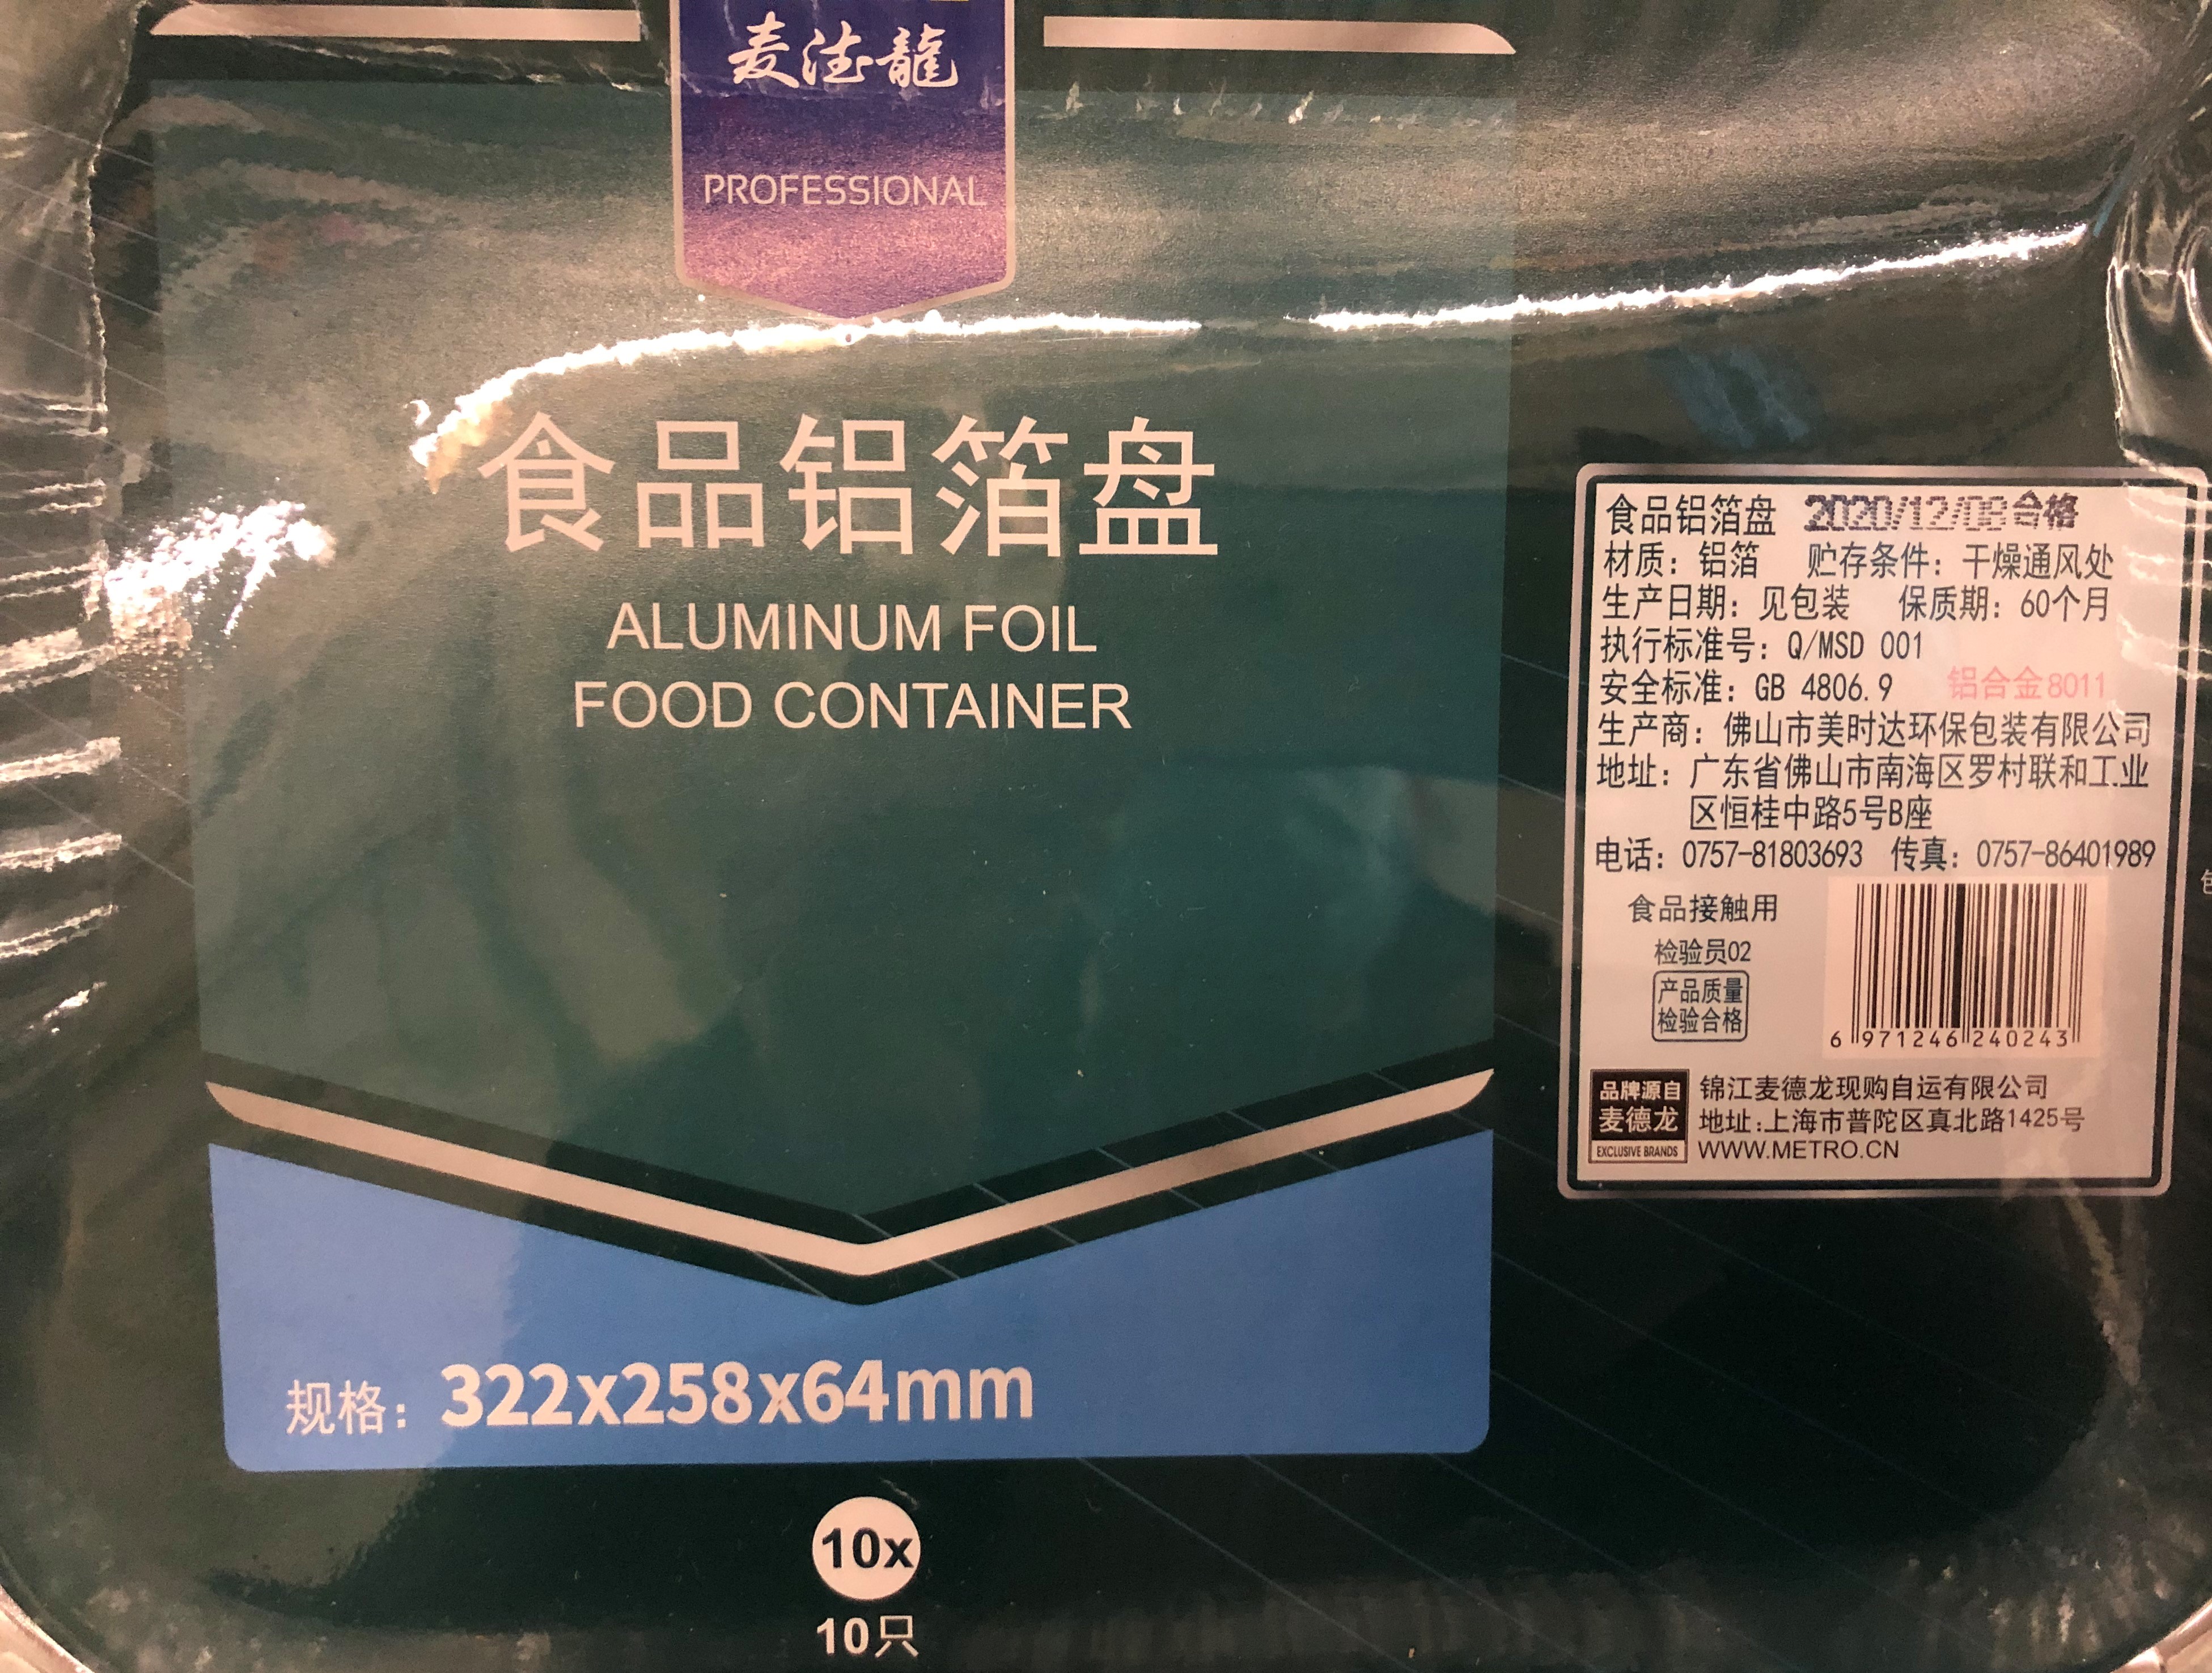 麦德龍
PROFESSIONAL
食品铝箔盘
ALUMINUM FOIL
FOOD CONTAINER
规格：322x258x64mm
10x
10只
食品铝箔盘 2020/12/08合格
材质：铝箔 贮存条件：干燥通风处
生产日期：见包装 保质期：60个月
执行标准号：Q/MSD 001
安全标准：GB 4806.9 铝合金8011
生产商：佛山市美时达环保包装有限公司
地址：广东省佛山市南海区罗村联和工业
区恒桂中路5号B座
电话：0757-81803693 传真：0757-86401989
食品接触用
检验员02
产品质量
检验合格
6 971246 240243
品牌源自
麦德龙
EXCLUSIVE BRANDS
锦江麦德龙现购自运有限公司
地址:上海市普陀区真北路1425号
WWW.METRO.CN